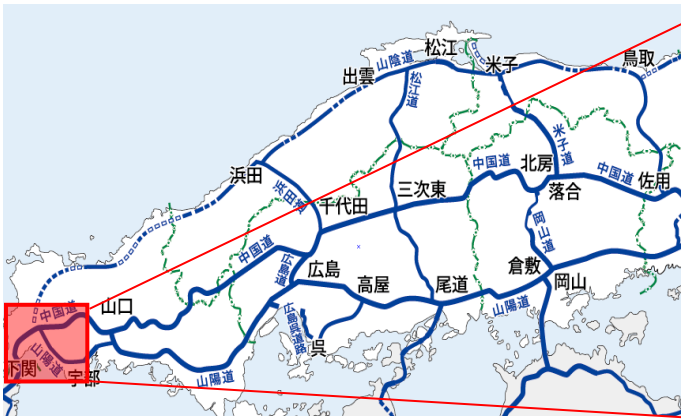 松江
山陰道
米子
鳥取
出雲
松江道
米子道
浜田
中国道
北房
中国道
佐用
浜田道
三次東
落合
千代田
岡山道
中国道
広島道
広島
倉敷
岡山
高屋
尾道
山口
中国道
広島呉道路
山陽道
呉
山陽道
下関
宇部
山陽道